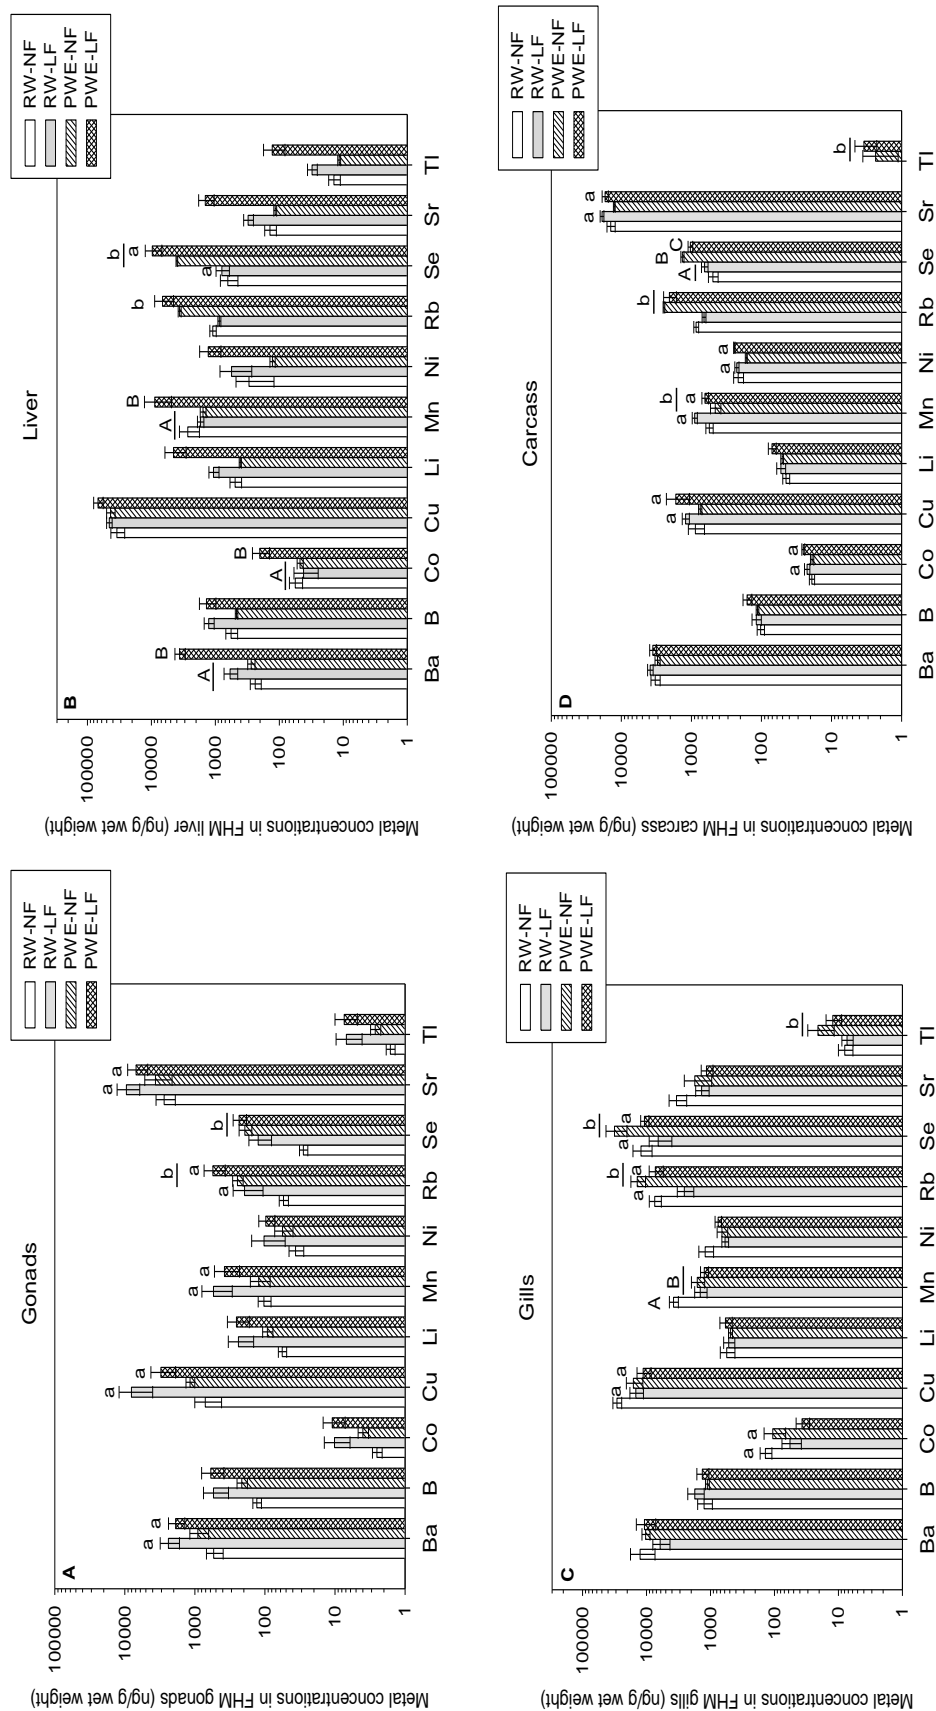 Gonads
RW-NF
RW-LF
PWE-NF
PWE-LF
A
Metal concentrations in FHM gonads (ng/g wet weight)
100000
10000
1000
100
10
1
a a
a a
a a
a b a
b
a a
Ba B Co Cu Li Mn Ni Rb Se Sr Tl
Liver
RW-NF
RW-LF
PWE-NF
PWE-LF
B
Metal concentrations in FHM liver (ng/g wet weight)
100000
10000
1000
100
10
1
A B
A B
A B
b
a b a
Ba B Co Cu Li Mn Ni Rb Se Sr Tl
Gills
RW-NF
RW-LF
PWE-NF
PWE-LF
C
Metal concentrations in FHM gills (ng/g wet weight)
100000
10000
1000
100
10
1
a a
a a
A B
a b a
b a
b
Ba B Co Cu Li Mn Ni Rb Se Sr Tl
Carcass
RW-NF
RW-LF
PWE-NF
PWE-LF
D
Metal concentrations in FHM carcass (ng/g wet weight)
100000
10000
1000
100
10
1
a a
a a
a b a
a a
b
A B C
a a
b
Ba B Co Cu Li Mn Ni Rb Se Sr Tl